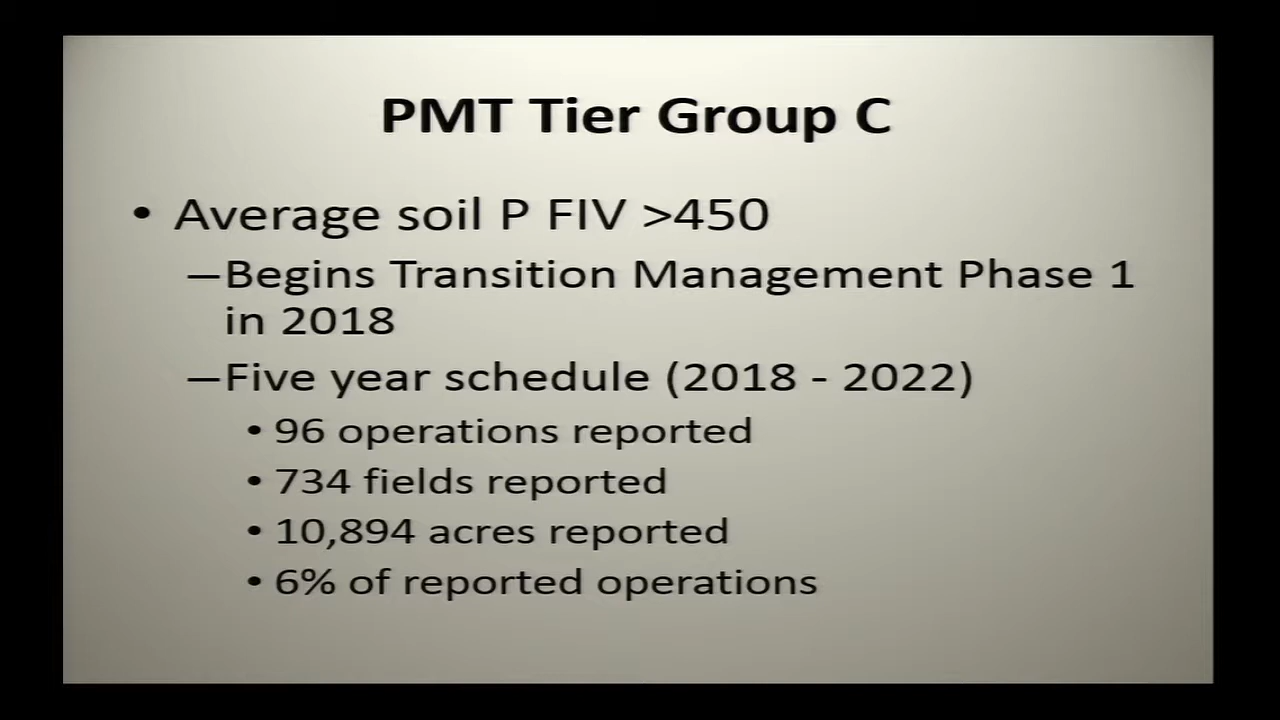 PMT Tier Group C
• Average soil P FIV >450
–Begins Transition Management Phase 1
in 2018
–Five year schedule (2018 - 2022)
• 96 operations reported
• 734 fields reported
• 10,894 acres reported
• 6% of reported operations